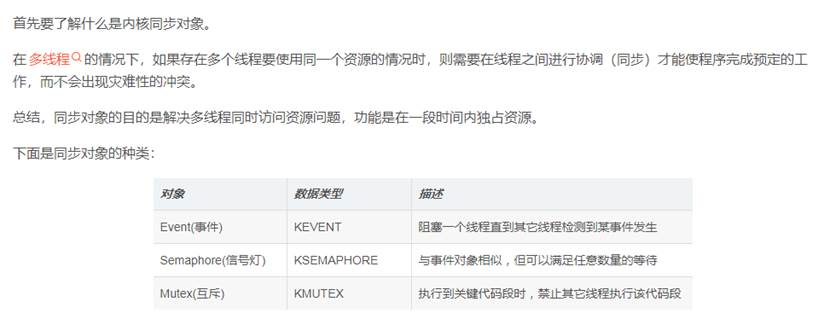 首先要了解什么是内核同步对象。
在 多线程 的情况下，如果存在多个线程要使用同一个资源的情况时，则需要在线程之间进行协调（同步）才能使程序完成预定的工
作，而不会出现灾难性的冲突。
总结，同步对象的目的是解决多线程同时访问资源问题，功能是在一段时间内独占资源。
下面是同步对象的种类：
对象 数据类型 描述
Event(事件) KEVENT 阻塞一个线程直到其它线程检测到某事件发生
Semaphore(信号灯) KSEMAPHORE 与事件对象相似，但可以满足任意数量的等待
Mutex(互斥) KMUTEX 执行到关键代码段时，禁止其它线程执行该代码段